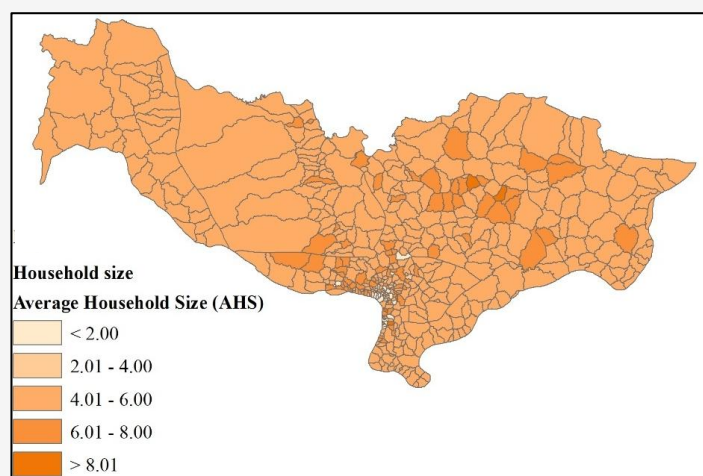 Household size
Average Household Size (AHS)
< 2.00
2.01 - 4.00
4.01 - 6.00
6.01 - 8.00
> 8.01